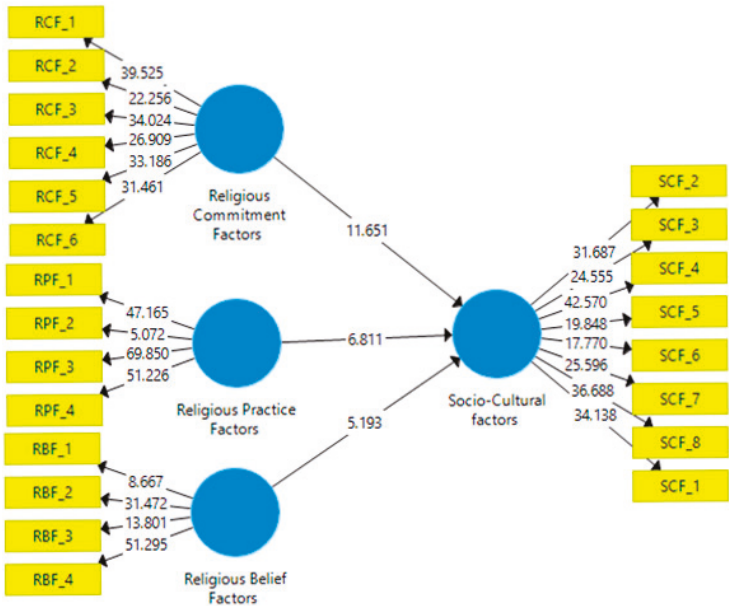 RCF_1
RCF_2
RCF_3
RCF_4
RCF_5
RCF_6
39.525
22.256
34.024
26.909
33.186
31.461
Religious
Commitment
Factors
RPF_1
RPF_2
RPF_3
RPF_4
47.165
5.072
69.850
51.226
Religious Practice
Factors
RBF_1
RBF_2
RBF_3
RBF_4
8.667
31.472
13.801
51.295
Religious Belief
Factors
11.651
6.811
5.193
Socio-Cultural
factors
31.687
24.555
42.570
19.848
17.770
25.596
36.688
34.138
SCF_2
SCF_3
SCF_4
SCF_5
SCF_6
SCF_7
SCF_8
SCF_1